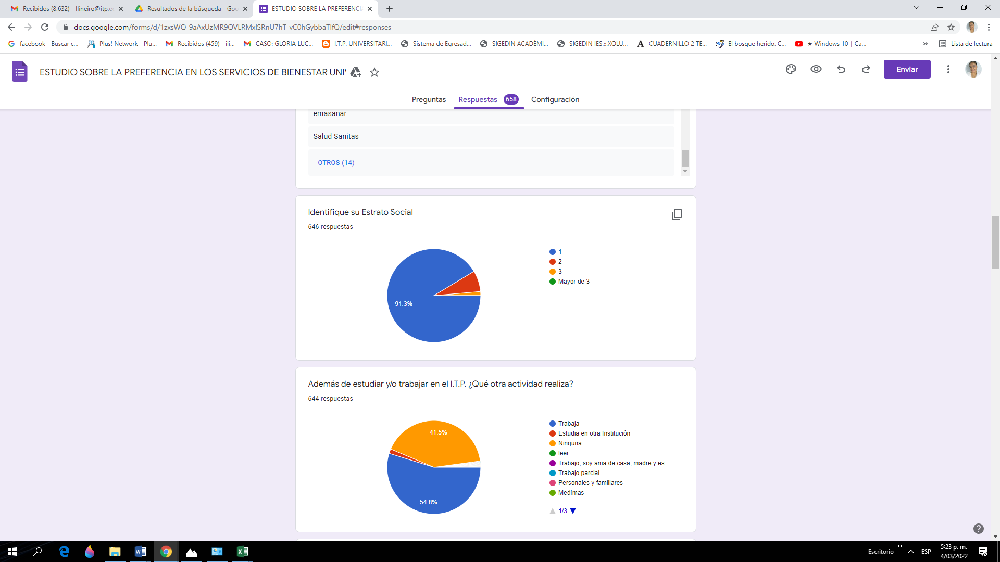 Recibidos (8.632) - llineiro@itp.e
Resultados de la búsqueda - Goo
ESTUDIO SOBRE LA PREFERENCIA
docs.google.com/forms/d/1zxsWQ-9aAxUzMR9QVLRMxlSRnU7hT-vC0hGybbaTlfQ/edit#responses
facebook - Buscar c...
Plus! Network - Plu...
Recibidos (459) - ili...
CASO: GLORIA LUC...
I.T.P. UNIVERSITARI...
Sistema de Egresad...
SIGEDIN ACADÉMI...
SIGEDIN IES.::.XOLU...
CUADERNILLO 2 TE...
El bosque herido. C...
★ Windows 10 | Ca...
»
Lista de lectura
ESTUDIO SOBRE LA PREFERENCIA EN LOS SERVICIOS DE BIENESTAR UNIV
Enviar
Preguntas
Respuestas 658
Configuración
emasanar
Salud Sanitas
OTROS (14)
Identifique su Estrato Social
646 respuestas
91.3%
1
2
3
Mayor de 3
Además de estudiar y/o trabajar en el I.T.P. ¿Qué otra actividad realiza?
644 respuestas
41.5%
54.8%
Trabaja
Estudia en otra Institución
Ninguna
leer
Trabajo, soy ama de casa, madre y es...
Trabajo parcial
Personales y familiares
Medímas
1/3
Escritorio
»
ESP
5:23 p. m.
4/03/2022